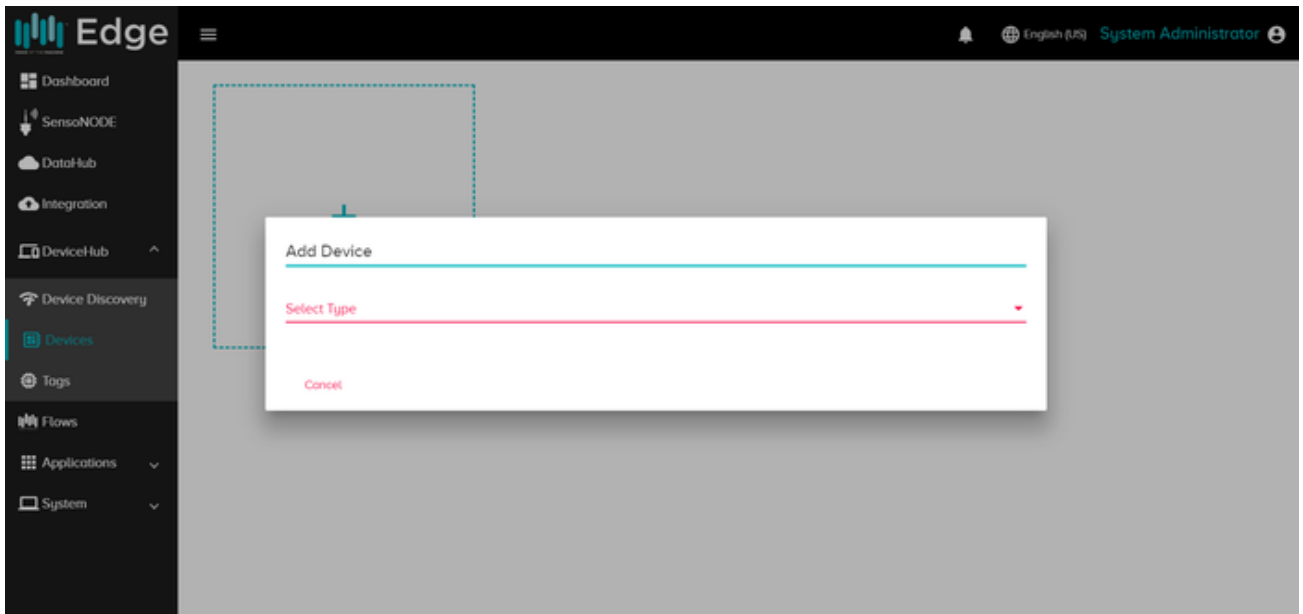 Edge
English (US) System Administrator
Dashboard
SensoNODE
DataHub
Integration
DeviceHub
Device Discovery
Devices
Tags
Flows
Applications
System
Add Device
Select Type
Cancel